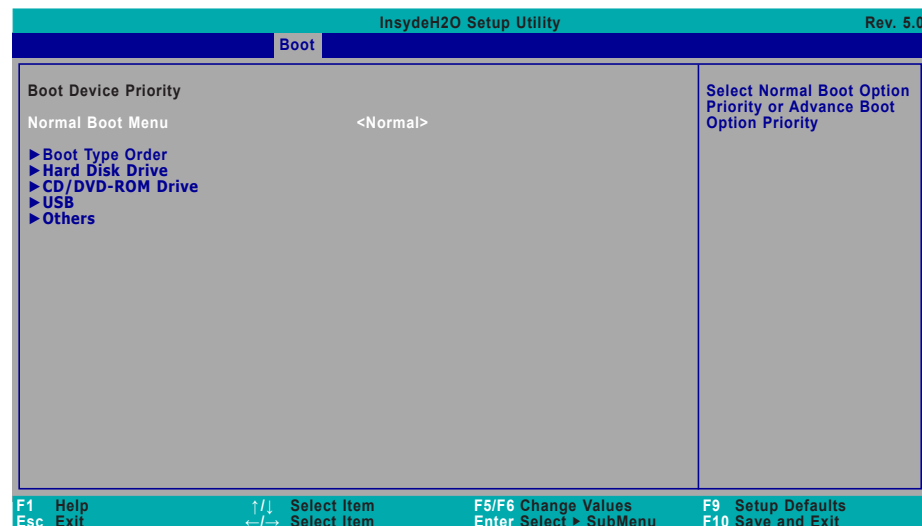 InsydeH2O Setup Utility Rev. 5.0
Boot
Boot Device Priority
Normal Boot Menu <Normal>
►Boot Type Order
►Hard Disk Drive
►CD/DVD-ROM Drive
►USB
►Others
Select Normal Boot Option
Priority or Advance Boot
Option Priority
F1 Help ↑/↓ Select Item F5/F6 Change Values F9 Setup Defaults
Esc Exit ←/→ Select Item Enter Select ► SubMenu F10 Save and Exit